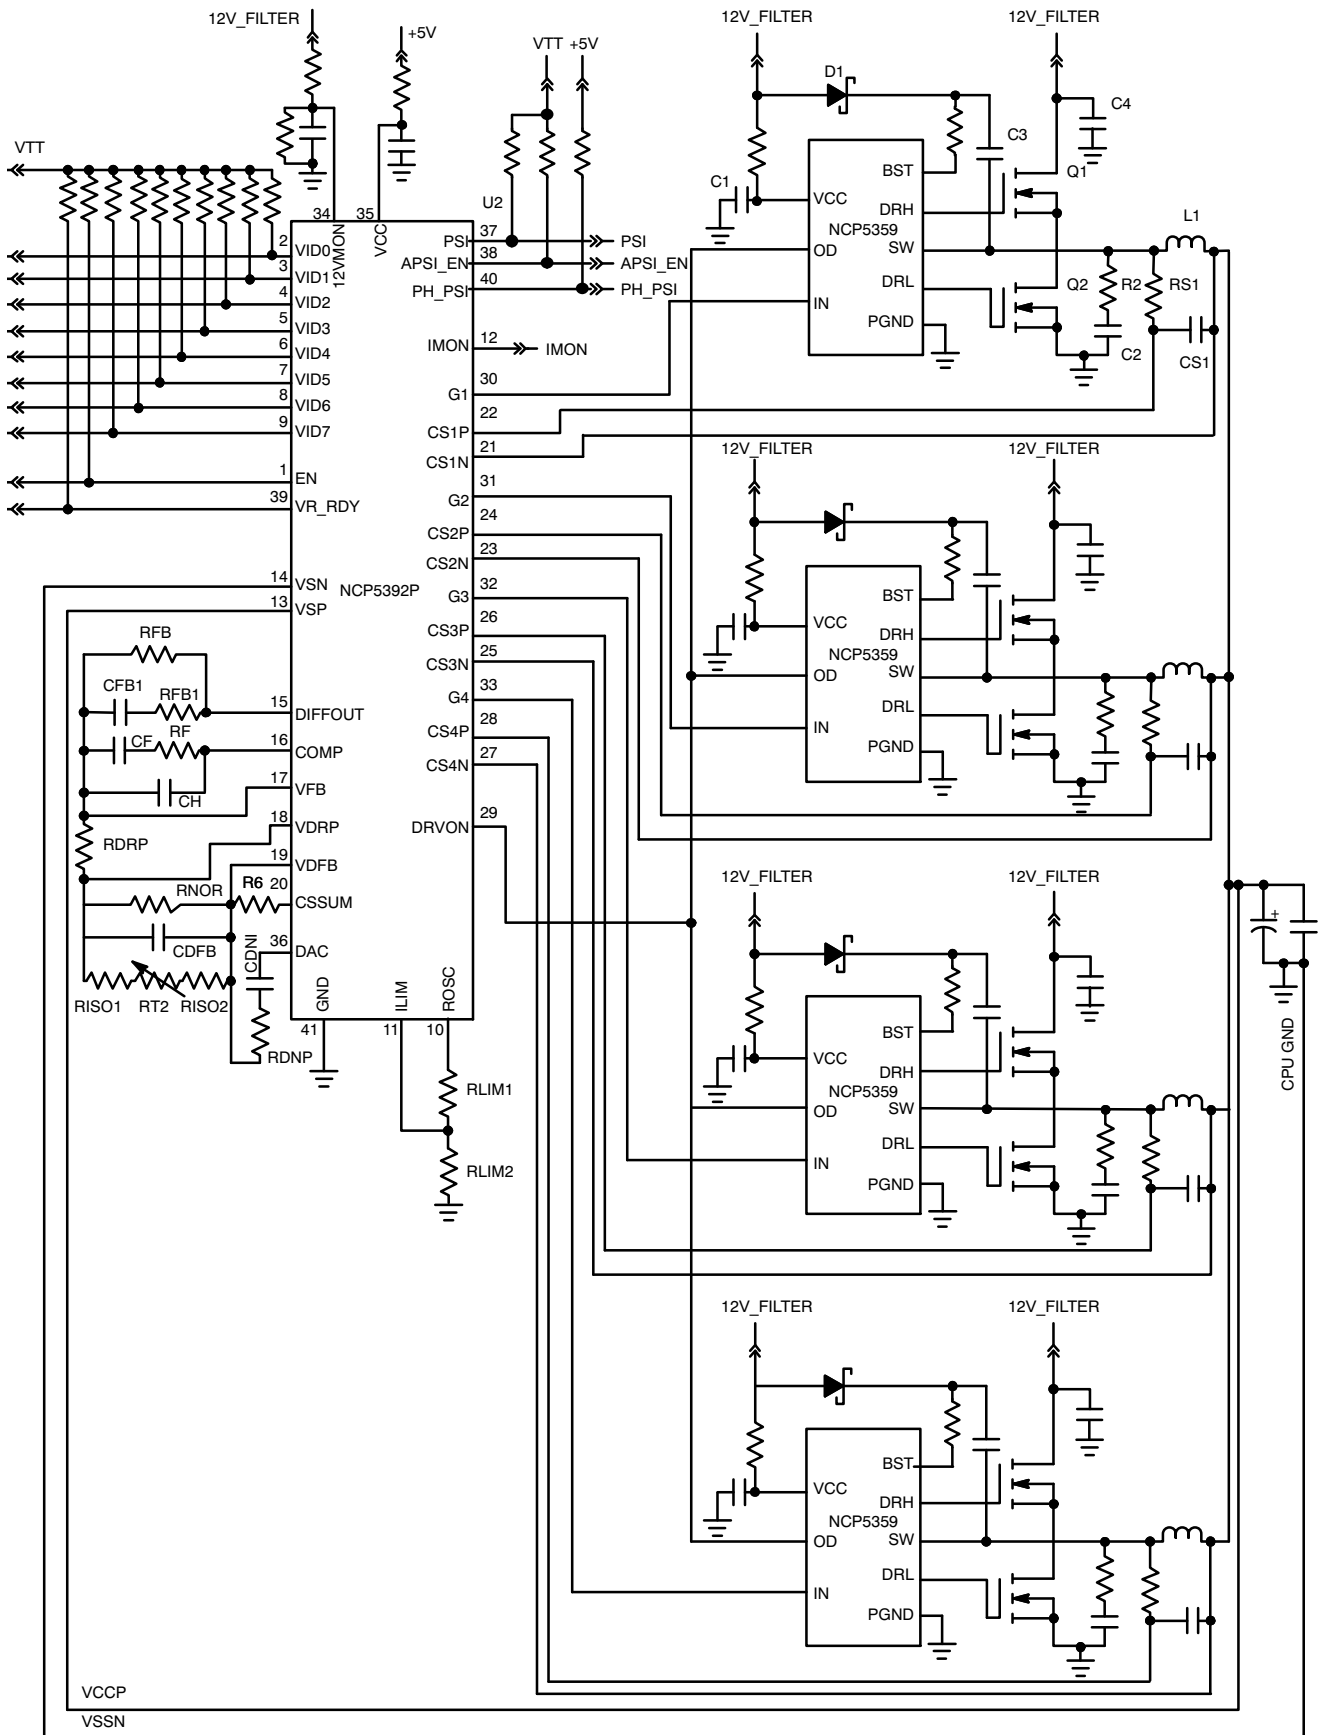 12V_FILTER
+5V
VTT +5V
12V_FILTER
12V_FILTER
D1
C4
C3
VTT
BST
Q1
C1
VCC
U2
DRH
NCP5359
L1
34
35
37
PSI
PSI
OD
SW
2
VID0
12VMON
VCC
38
APSI_EN
APSI_EN
3
VID1
40
PH_PSI
PH_PSI
DRL
Q2
R2
RS1
4
VID2
IN
5
VID3
PGND
12
IMON
IMON
6
VID4
C2
CS1
7
VID5
30
G1
8
VID6
22
CS1P
9
VID7
21
CS1N
12V_FILTER
12V_FILTER
1
EN
31
G2
39
VR_RDY
24
CS2P
23
CS2N
14
VSN
NCP5392P
32
G3
BST
13
VSP
26
CS3P
VCC
DRH
NCP5359
RFB
25
CS3N
OD
SW
CFB1
RFB1
33
G4
DRL
15
DIFFOUT
28
CS4P
IN
CF
RF
16
COMP
27
CS4N
PGND
17
VFB
CH
18
VDRP
29
DRVON
RDRP
19
VDFB
12V_FILTER
12V_FILTER
RNOR
R6
20
CSSUM
+
CDFB
36
DAC
CDNI
RISO1
RT2
RISO2
GND
ILIM
ROSC
41
11
10
RDNP
BST
VCC
DRH
NCP5359
CPU GND
RLIM1
OD
SW
DRL
RLIM2
IN
PGND
12V_FILTER
12V_FILTER
BST
VCC
DRH
NCP5359
OD
SW
DRL
IN
PGND
VCCP
VSSN